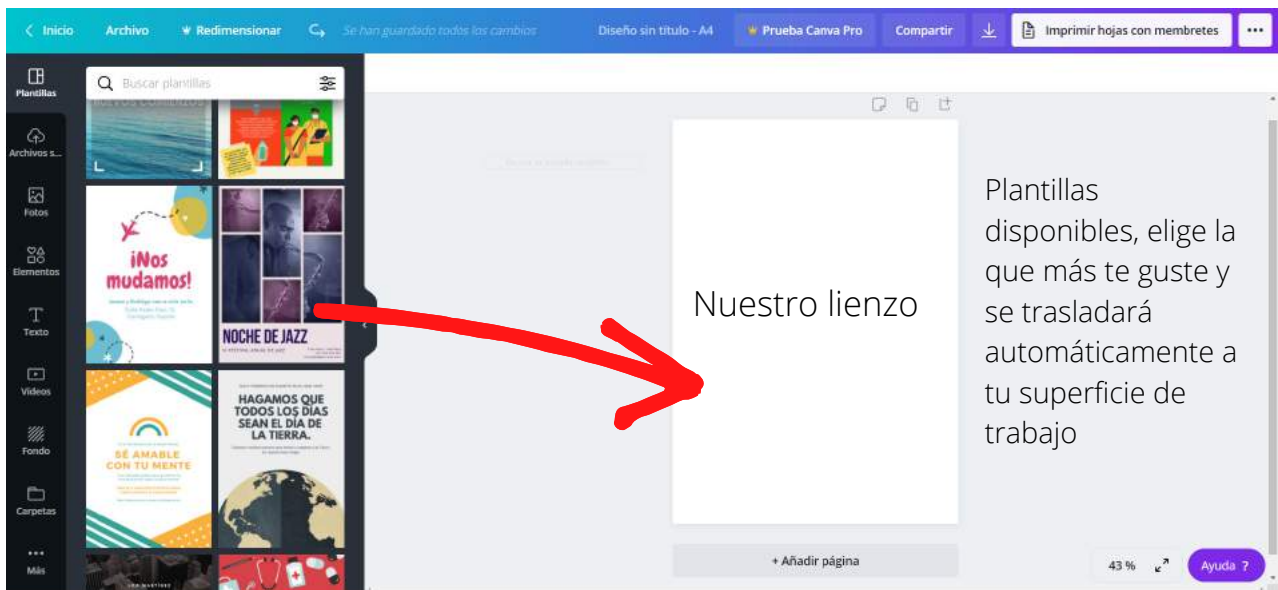 Inicio Archivo Redimensionar Se han guardado todos los cambios Diseño sin título - A4 Prueba Canva Pro Compartir Imprimir hojas con membretes
Plantillas
Archivos s...
Fotos
Elementos
Texto
Videos
Fondo
Carpetas
Más
Buscar plantillas
NUEVOS COMIENZOS
¡Nos
mudamos!
NOCHE DE JAZZ
SÉ AMABLE
CON TU MENTE
HAGAMOS QUE
TODOS LOS DÍAS
SEAN EL DÍA DE
LA TIERRA.
Nuestro lienzo
Plantillas
disponibles, elige la
que más te guste y
se trasladará
automáticamente a
tu superficie de
trabajo
+ Añadir página
43 %
Ayuda ?